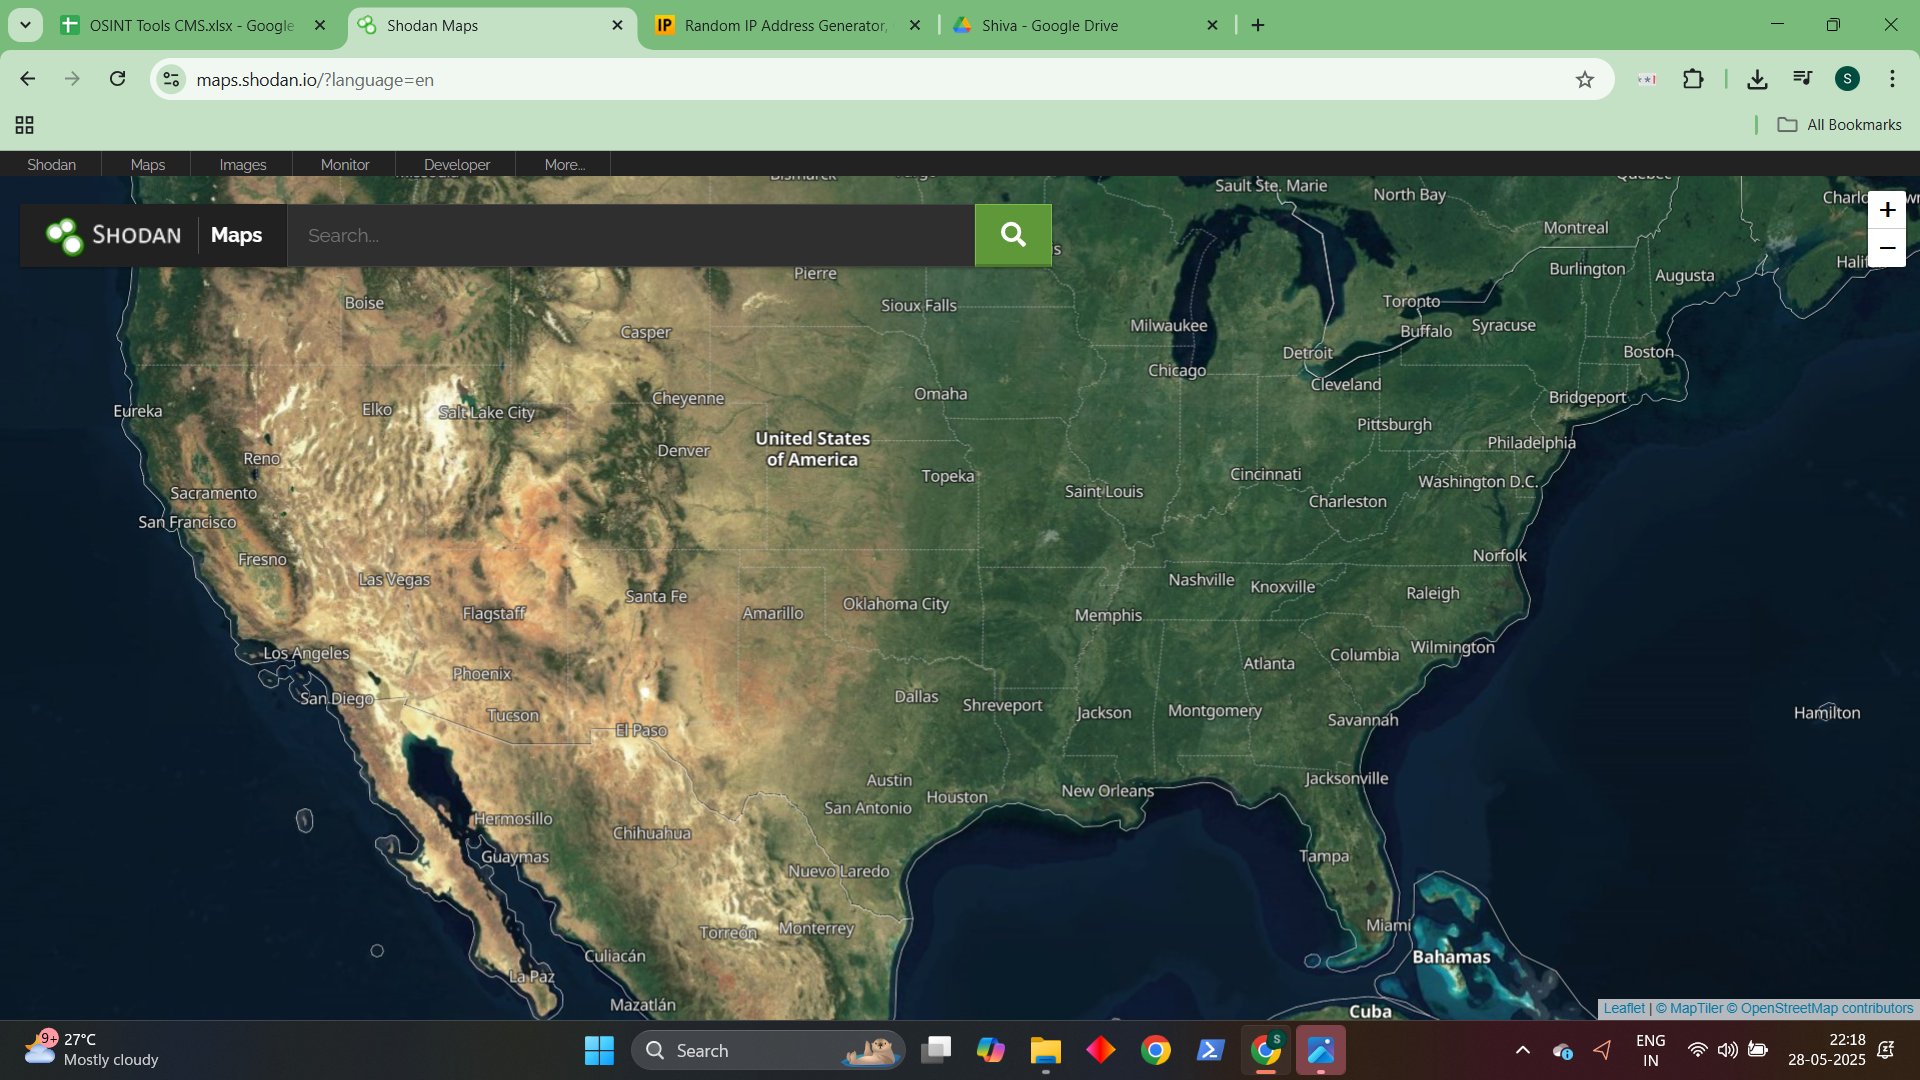 OSINT Tools CMS.xlsx - Google
Shodan Maps
Random IP Address Generator,
Shiva - Google Drive
maps.shodan.io/?language=en
S
All Bookmarks
Shodan
Maps
Images
Monitor
Developer
More...
SHODAN
Maps
Search...
+
−
Bismarck
Sault Ste. Marie
North Bay
Montreal
Pierre
Burlington
Augusta
Boise
Sioux Falls
Toronto
Casper
Milwaukee
Buffalo
Syracuse
Detroit
Boston
Chicago
Cleveland
Cheyenne
Omaha
Bridgeport
Eureka
Elko
Salt Lake City
Pittsburgh
United States
of America
Philadelphia
Reno
Denver
Topeka
Cincinnati
Washington D.C.
Sacramento
Saint Louis
Charleston
San Francisco
Fresno
Norfolk
Las Vegas
Nashville
Knoxville
Santa Fe
Raleigh
Flagstaff
Amarillo
Oklahoma City
Memphis
Los Angeles
Wilmington
Columbia
Atlanta
Phoenix
San Diego
Dallas
Shreveport
Jackson
Montgomery
Savannah
Hamilton
Tucson
El Paso
Austin
Jacksonville
New Orleans
San Antonio
Houston
Hermosillo
Chihuahua
Guaymas
Tampa
Nuevo Laredo
Torreón
Monterrey
Miami
Culiacán
Bahamas
La Paz
Mazatlán
Cuba
Leaflet | © MapTiler © OpenStreetMap contributors
9+
27°C
Mostly cloudy
Search
S
ENG
IN
22:18
28-05-2025